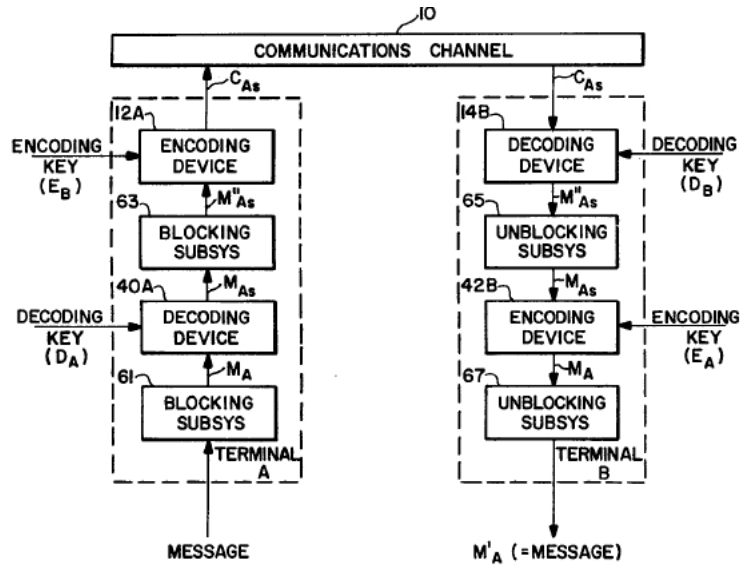 10
COMMUNICATIONS CHANNEL
C_As
12A
ENCODING
DEVICE
ENCODING
KEY
(E_B)
M"_As
63
BLOCKING
SUBSYS
M_As
40A
DECODING
DEVICE
DECODING
KEY
(D_A)
M_A
61
BLOCKING
SUBSYS
TERMINAL
A
MESSAGE
C_As
14B
DECODING
DEVICE
DECODING
KEY
(D_B)
M"_As
65
UNBLOCKING
SUBSYS
M_As
42B
ENCODING
DEVICE
ENCODING
KEY
(E_A)
M_A
67
UNBLOCKING
SUBSYS
TERMINAL
B
M'_A (=MESSAGE)